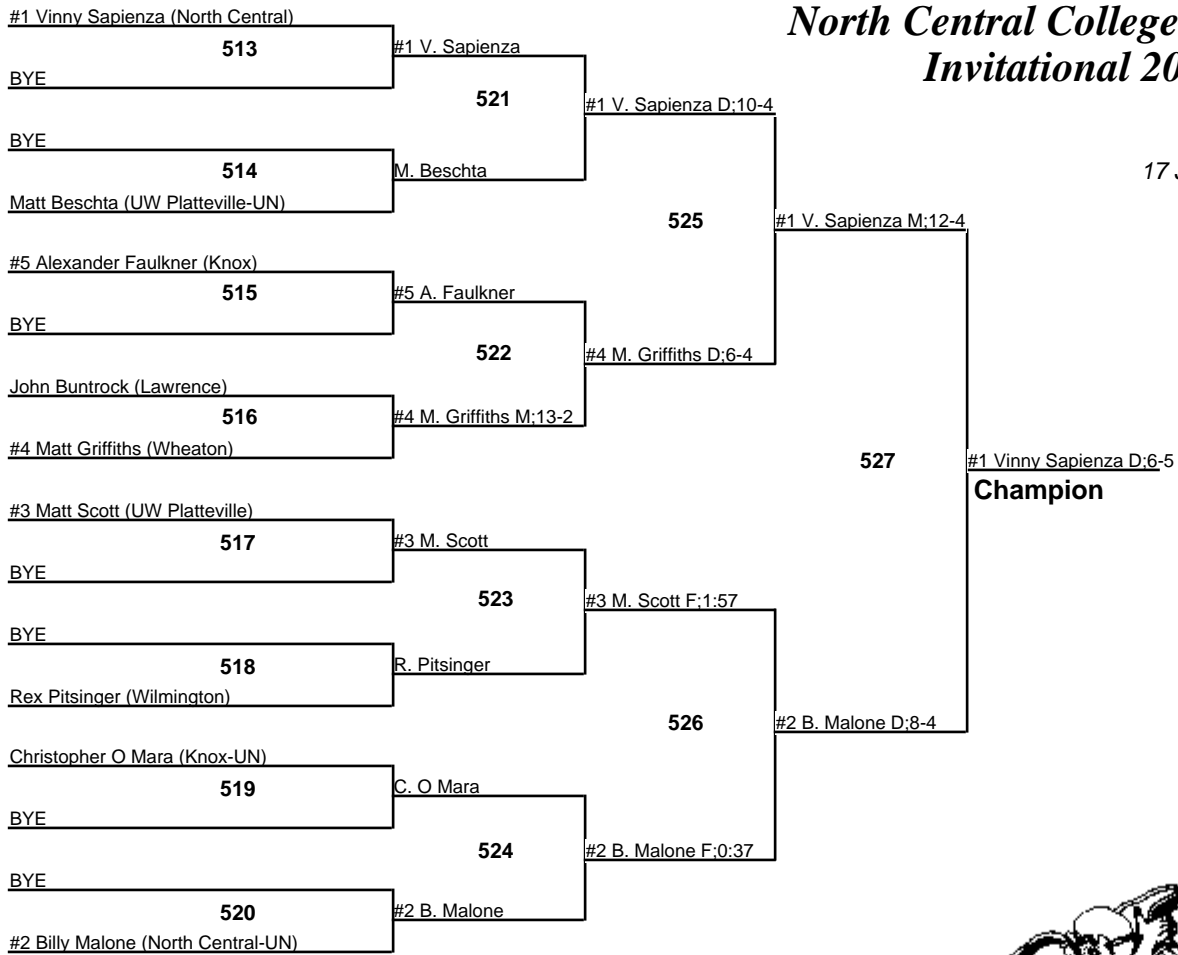 North Central College
Invitational 20
17
#1 Vinny Sapienza (North Central)
513
BYE
#1 V. Sapienza
521
BYE
514
Matt Beschta (UW Platteville-UN)
M. Beschta
#1 V. Sapienza D;10-4
525
#5 Alexander Faulkner (Knox)
515
BYE
#5 A. Faulkner
522
John Buntrock (Lawrence)
516
#4 Matt Griffiths (Wheaton)
#4 M. Griffiths M;13-2
#4 M. Griffiths D;6-4
#1 V. Sapienza M;12-4
527
#1 Vinny Sapienza D;6-5
Champion
#3 Matt Scott (UW Platteville)
517
BYE
#3 M. Scott
523
BYE
518
Rex Pitsinger (Wilmington)
R. Pitsinger
#3 M. Scott F;1:57
526
#2 B. Malone D;8-4
Christopher O Mara (Knox-UN)
519
BYE
C. O Mara
524
#2 B. Malone F;0:37
BYE
520
#2 Billy Malone (North Central-UN)
#2 B. Malone